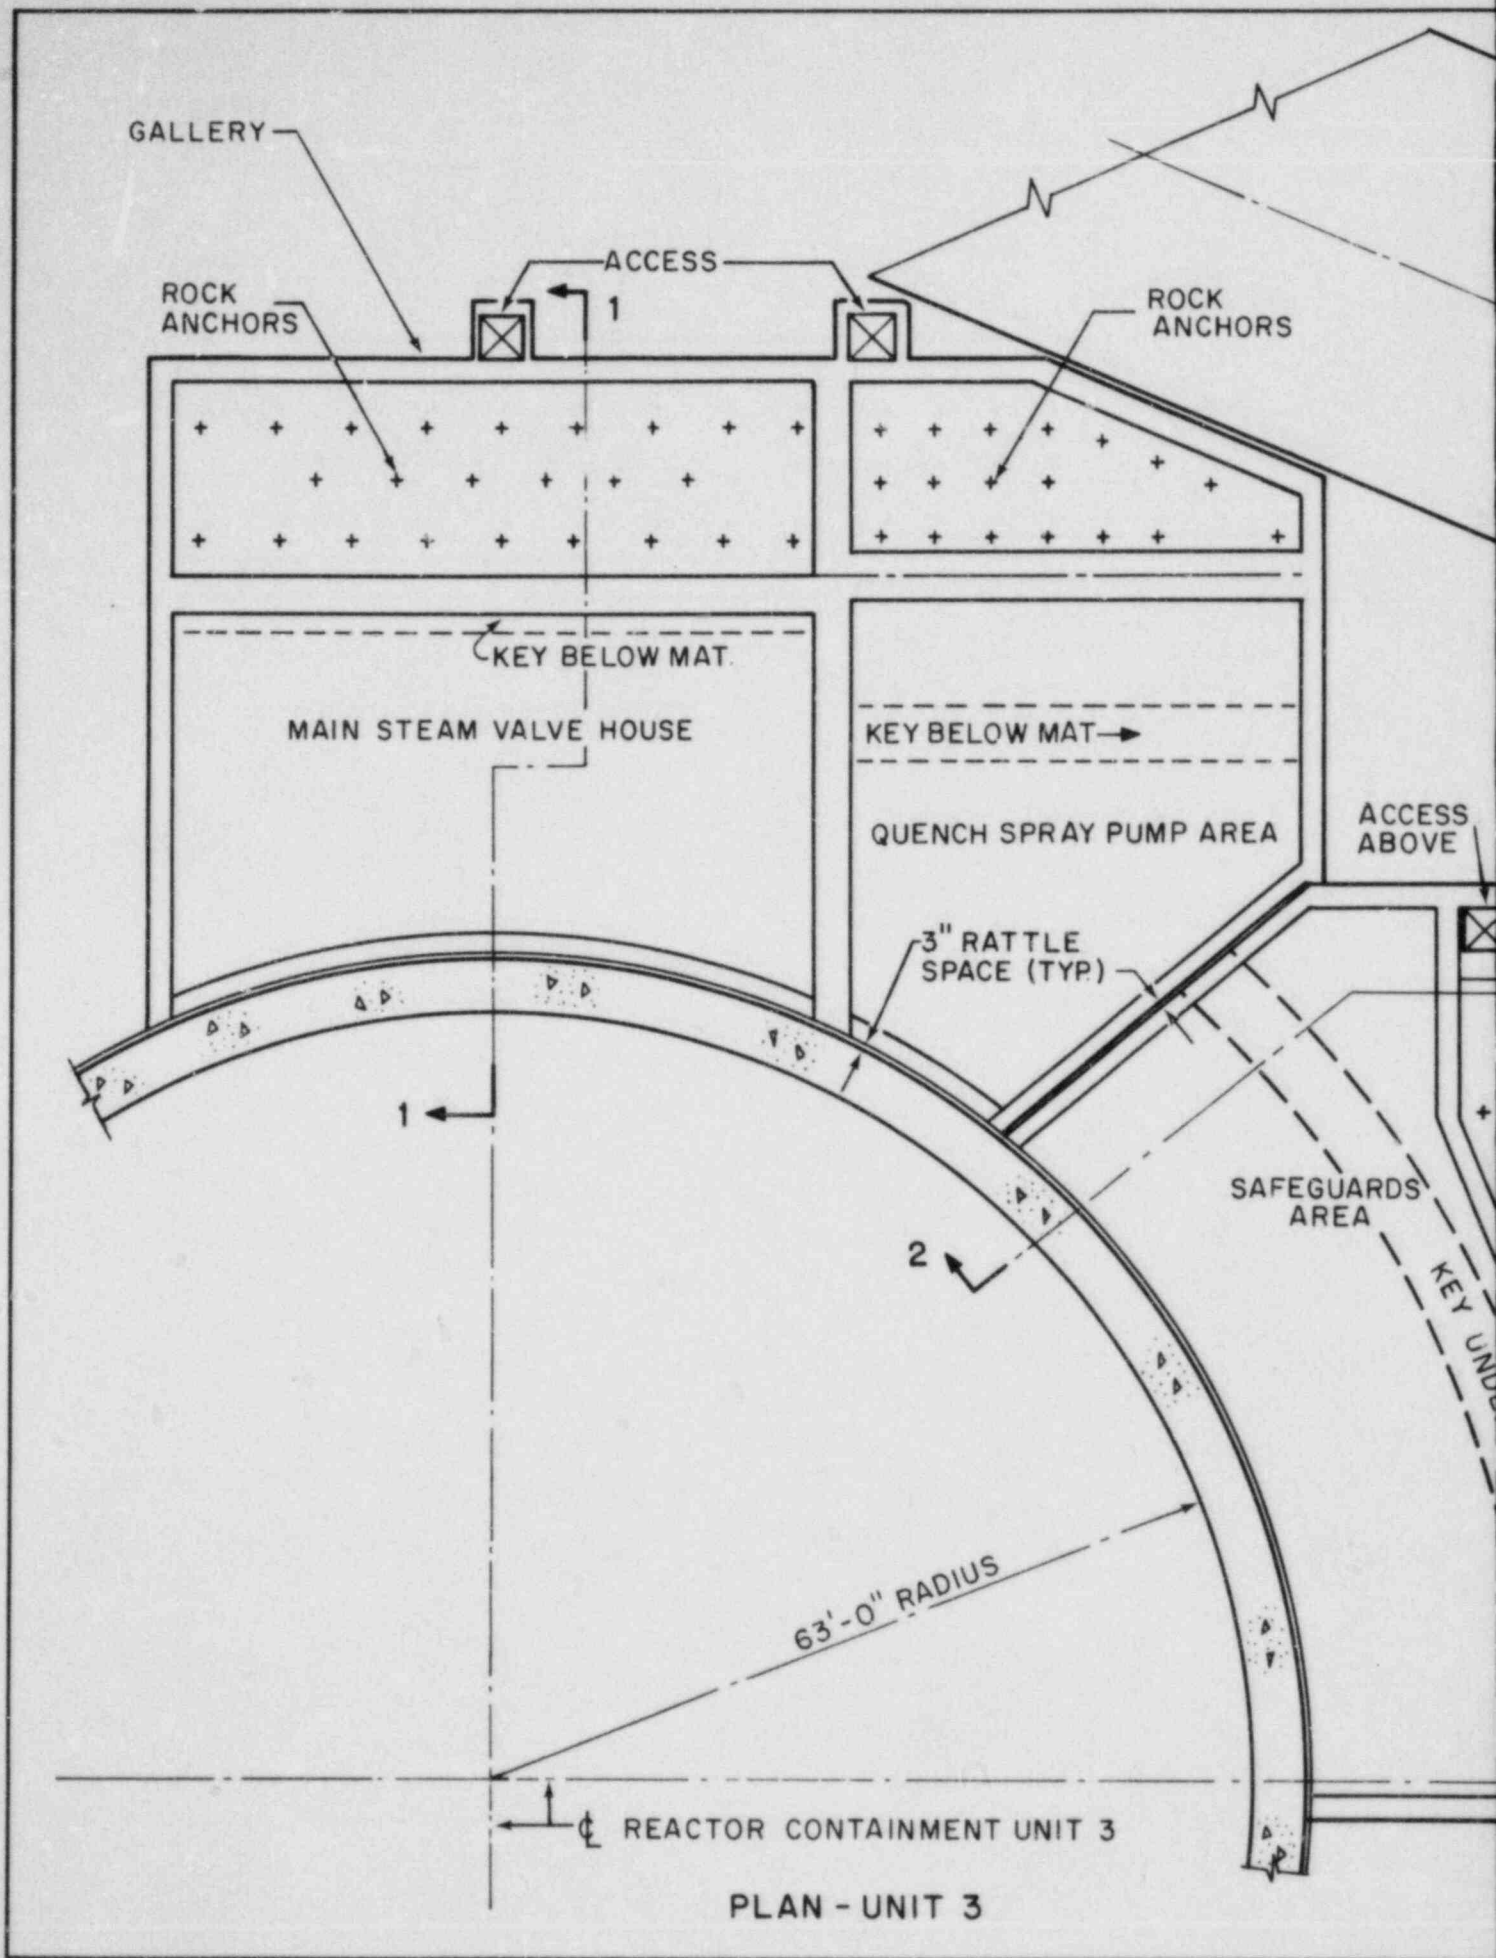 GALLERY
ACCESS
ROCK
ANCHORS
1
ROCK
ANCHORS
KEY BELOW MAT
MAIN STEAM VALVE HOUSE
KEY BELOW MAT
QUENCH SPRAY PUMP AREA
ACCESS
ABOVE
3" RATTLE
SPACE (TYP.)
1
SAFEGUARDS
AREA
2
KEY
63'-0" RADIUS
℄ REACTOR CONTAINMENT UNIT 3
PLAN - UNIT 3